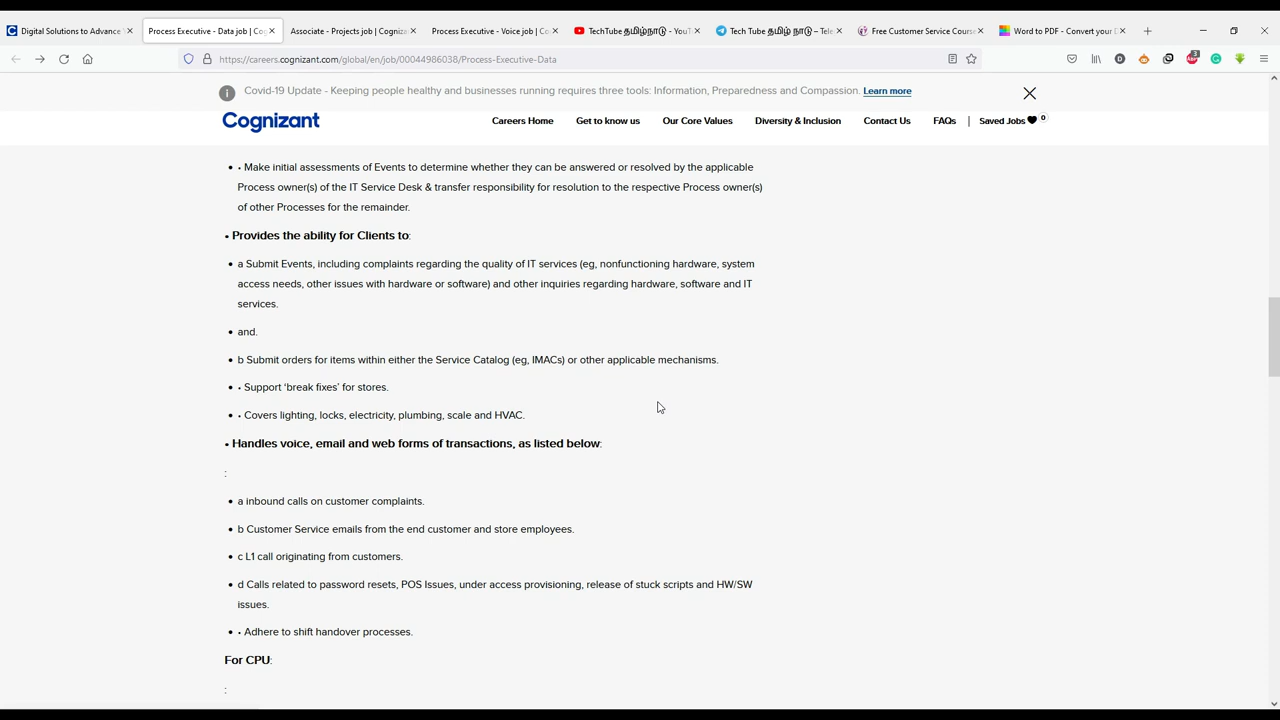 Digital Solutions to Advance
Process Executive - Data job | Co
Associate - Projects job | Cogniza
Process Executive - Voice job | Co
TechTube தமிழ்நாடு - YouT
Tech Tube தமிழ் நாடு – Tele
Free Customer Service Course
Word to PDF - Convert your D
https://careers.cognizant.com/global/en/job/00044986038/Process-Executive-Data
3
Covid-19 Update - Keeping people healthy and businesses running requires three tools: Information, Preparedness and Compassion. Learn more
Cognizant
Careers Home
Get to know us
Our Core Values
Diversity & Inclusion
Contact Us
FAQs
Saved Jobs 0
• • Make initial assessments of Events to determine whether they can be answered or resolved by the applicable
Process owner(s) of the IT Service Desk & transfer responsibility for resolution to the respective Process owner(s)
of other Processes for the remainder.
• Provides the ability for Clients to:
• a Submit Events, including complaints regarding the quality of IT services (eg, nonfunctioning hardware, system
access needs, other issues with hardware or software) and other inquiries regarding hardware, software and IT
services.
• and.
• b Submit orders for items within either the Service Catalog (eg, IMACs) or other applicable mechanisms.
• • Support ‘break fixes’ for stores.
• • Covers lighting, locks, electricity, plumbing, scale and HVAC.
• Handles voice, email and web forms of transactions, as listed below:
:
• a inbound calls on customer complaints.
• b Customer Service emails from the end customer and store employees.
• c L1 call originating from customers.
• d Calls related to password resets, POS Issues, under access provisioning, release of stuck scripts and HW/SW
issues.
• • Adhere to shift handover processes.
For CPU:
: